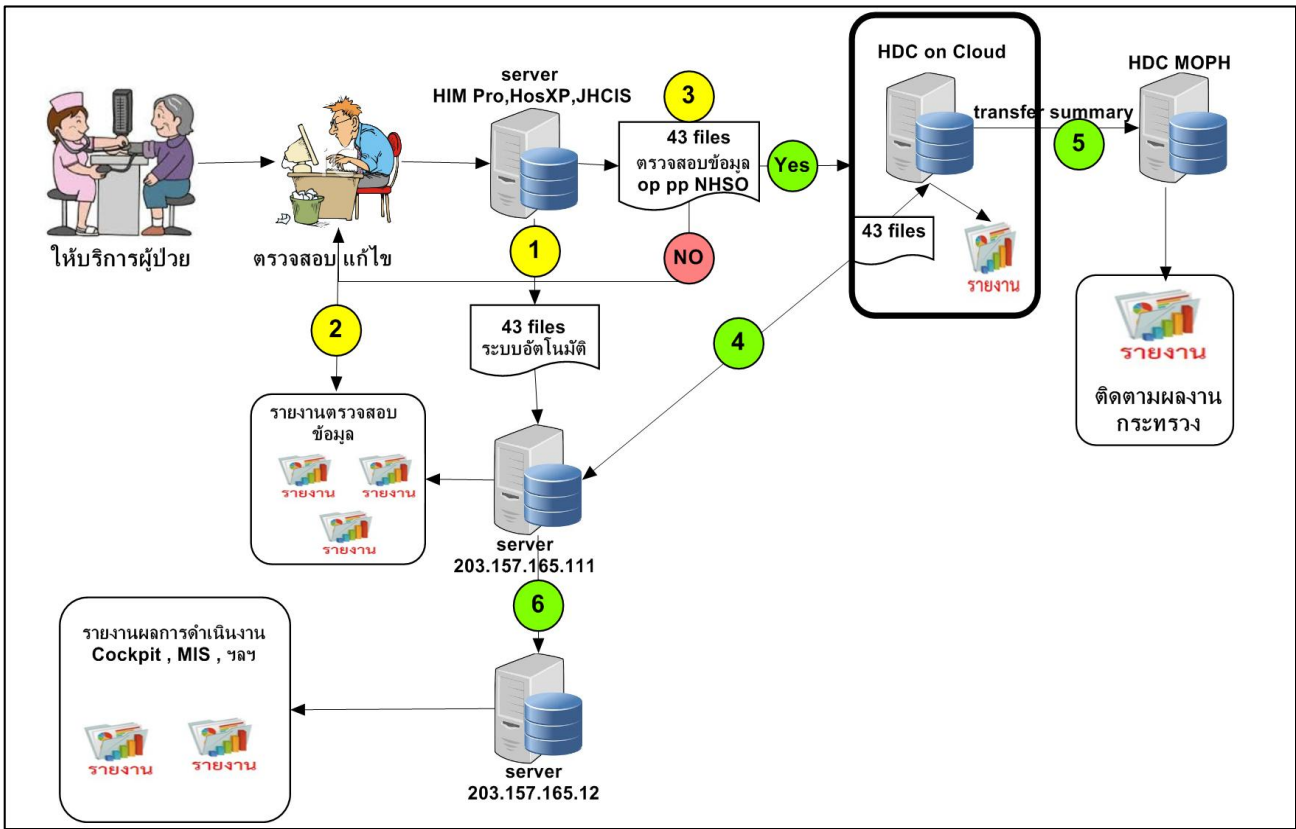 HDC on Cloud
HDC MOPH
server
HIM Pro,HosXP,JHCIS
3
transfer summary
43 files
ตรวจสอบข้อมูล
op pp NHSO
Yes
5
ให้บริการผู้ป่วย
ตรวจสอบ แก้ไข
1
NO
43 files
รายงาน
2
43 files
ระบบอัตโนมัติ
4
รายงาน
ติดตามผลงาน
กระทรวง
รายงานตรวจสอบ
ข้อมูล
รายงาน
รายงาน
รายงาน
server
203.157.165.111
6
รายงานผลการดำเนินงาน
Cockpit , MIS , ฯลฯ
รายงาน
รายงาน
server
203.157.165.12